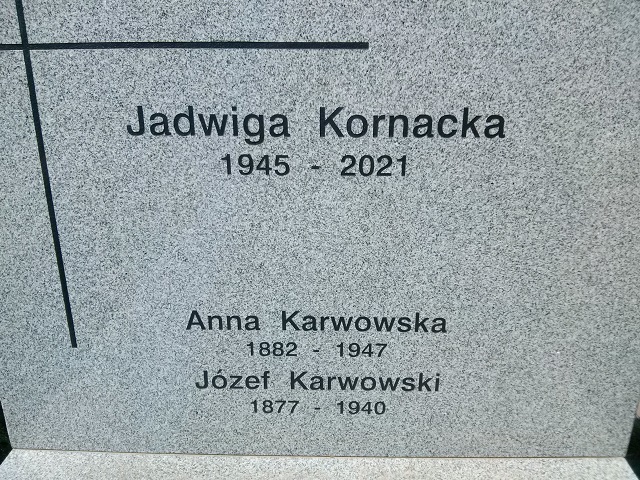 Jadwiga Kornacka
1945 - 2021
Anna Karwowska
1882 - 1947
Józef Karwowski
1877 - 1940